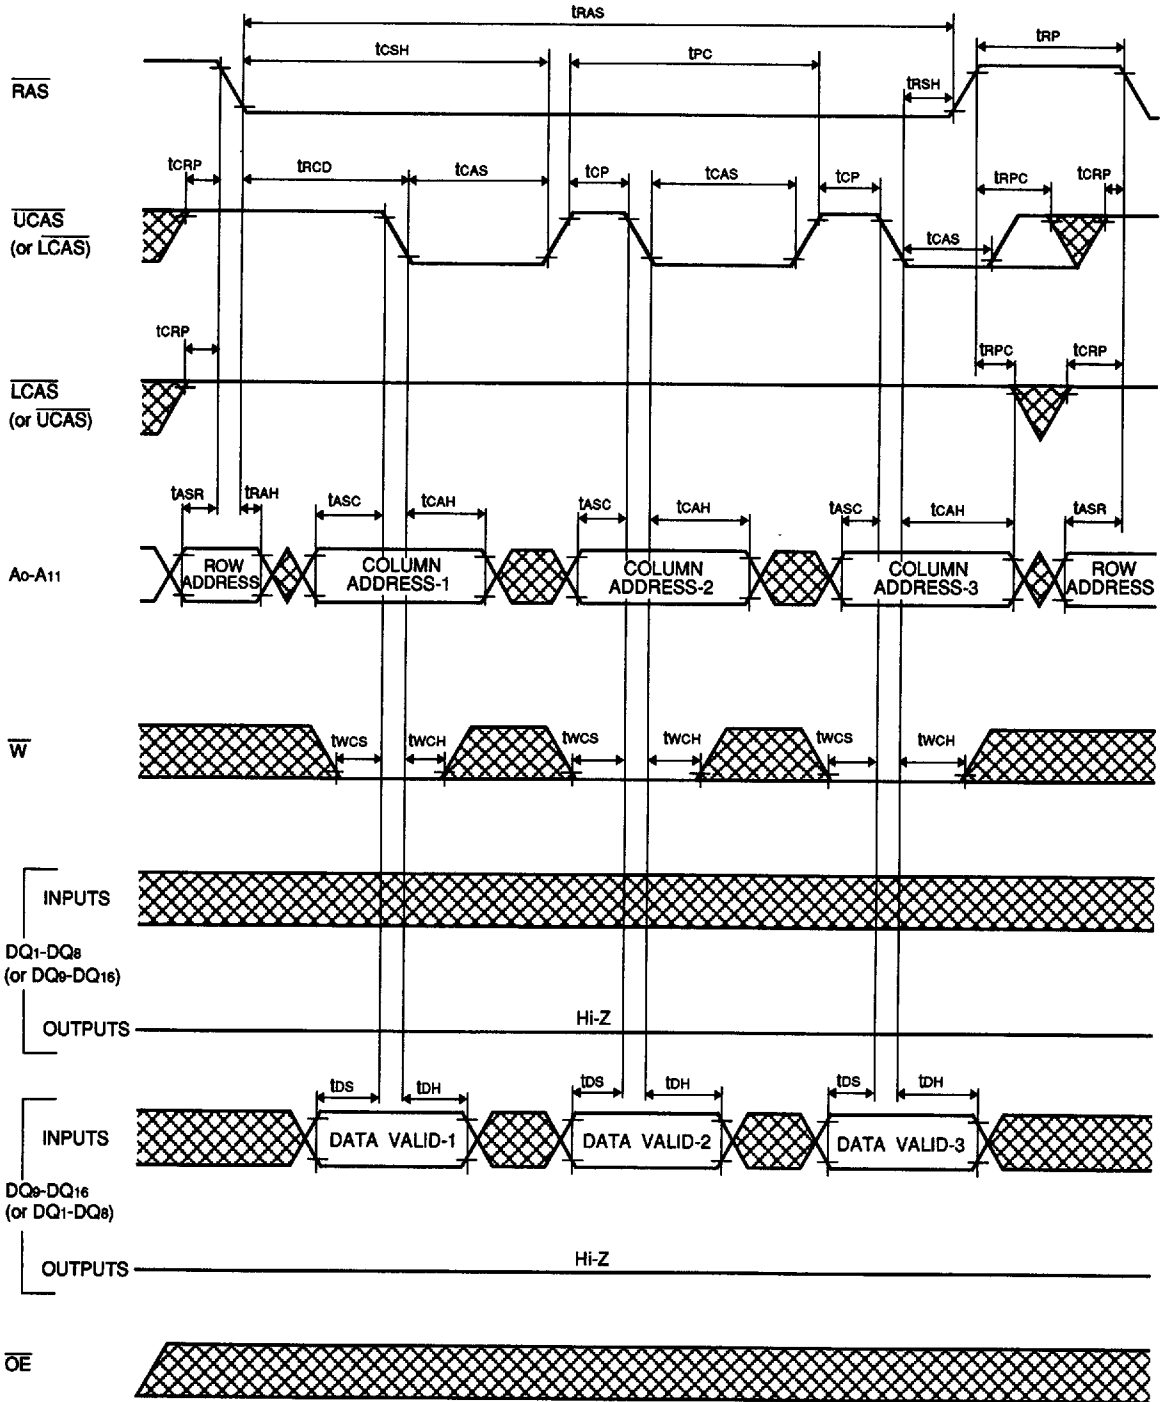 tRAS
tCSH
tPC
tRP
RAS
tRSH
tCRP
tRCD
tCAS
tCP
tCAS
tCP
tRPC
tCRP
UCAS
(or LCAS)
tCAS
tCRP
tRPC
tCRP
LCAS
(or UCAS)
tASR
tRAH
tASC
tCAH
tASC
tCAH
tASC
tCAH
tASR
A0-A11
ROW ADDRESS
COLUMN ADDRESS-1
COLUMN ADDRESS-2
COLUMN ADDRESS-3
ROW ADDRESS
W
tWCS
tWCH
tWCS
tWCH
tWCS
tWCH
INPUTS
DQ1-DQ8
(or DQ9-DQ16)
OUTPUTS
Hi-Z
tDS
tDH
tDS
tDH
tDS
tDH
INPUTS
DATA VALID-1
DATA VALID-2
DATA VALID-3
DQ9-DQ16
(or DQ1-DQ8)
OUTPUTS
Hi-Z
OE